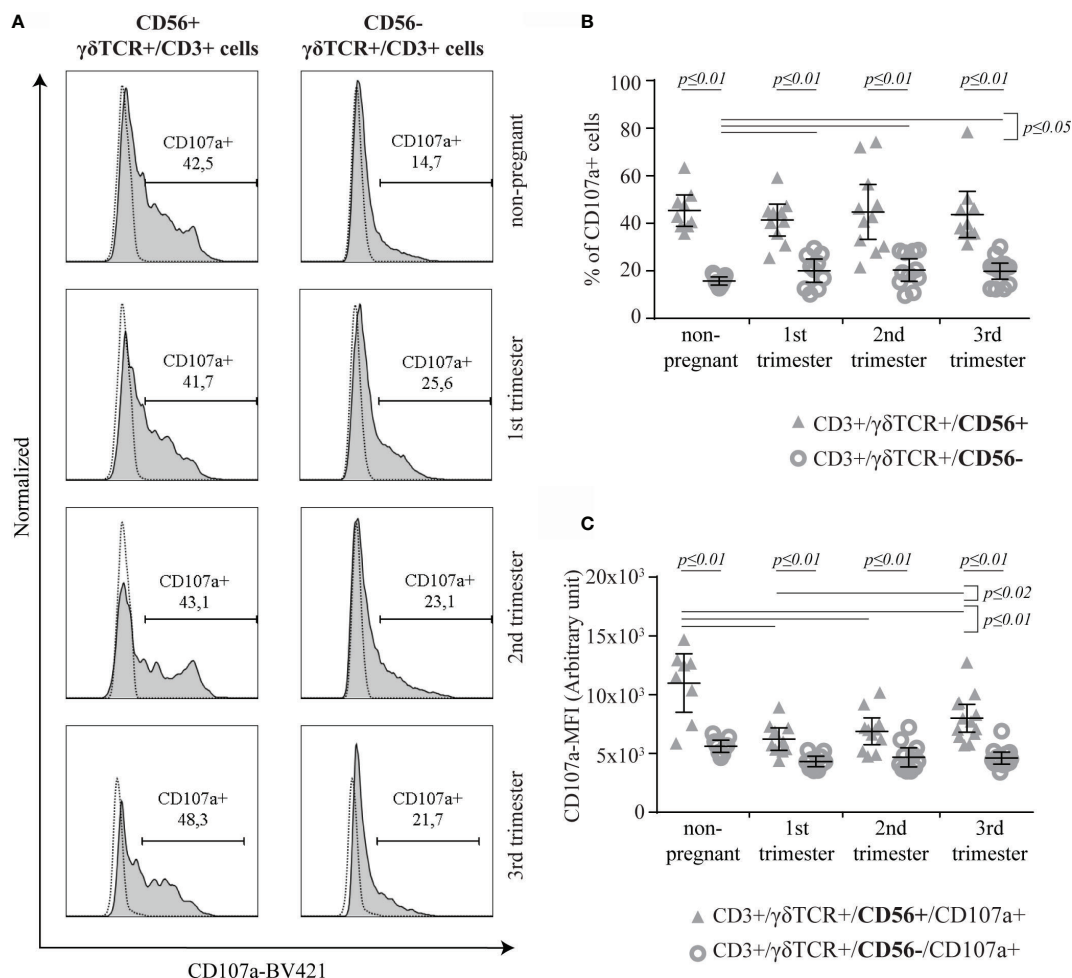 A
CD56+
γδTCR+/CD3+ cells
CD56-
γδTCR+/CD3+ cells
CD107a+
42,5
CD107a+
14,7
non-pregnant
CD107a+
41,7
CD107a+
25,6
1st trimester
CD107a+
43,1
CD107a+
23,1
2nd trimester
CD107a+
48,3
CD107a+
21,7
3rd trimester
Normalized
CD107a-BV421
B
% of CD107a+ cells
100
80
60
40
20
0
p≤0.01
p≤0.01
p≤0.01
p≤0.01
p≤0.05
non-
pregnant
1st
trimester
2nd
trimester
3rd
trimester
CD3+/γδTCR+/CD56+
CD3+/γδTCR+/CD56-
C
CD107a-MFI (Arbitrary unit)
20x10³
15x10³
10x10³
5x10³
0
p≤0.01
p≤0.01
p≤0.01
p≤0.01
p≤0.02
p≤0.01
non-
pregnant
1st
trimester
2nd
trimester
3rd
trimester
CD3+/γδTCR+/CD56+/CD107a+
CD3+/γδTCR+/CD56-/CD107a+